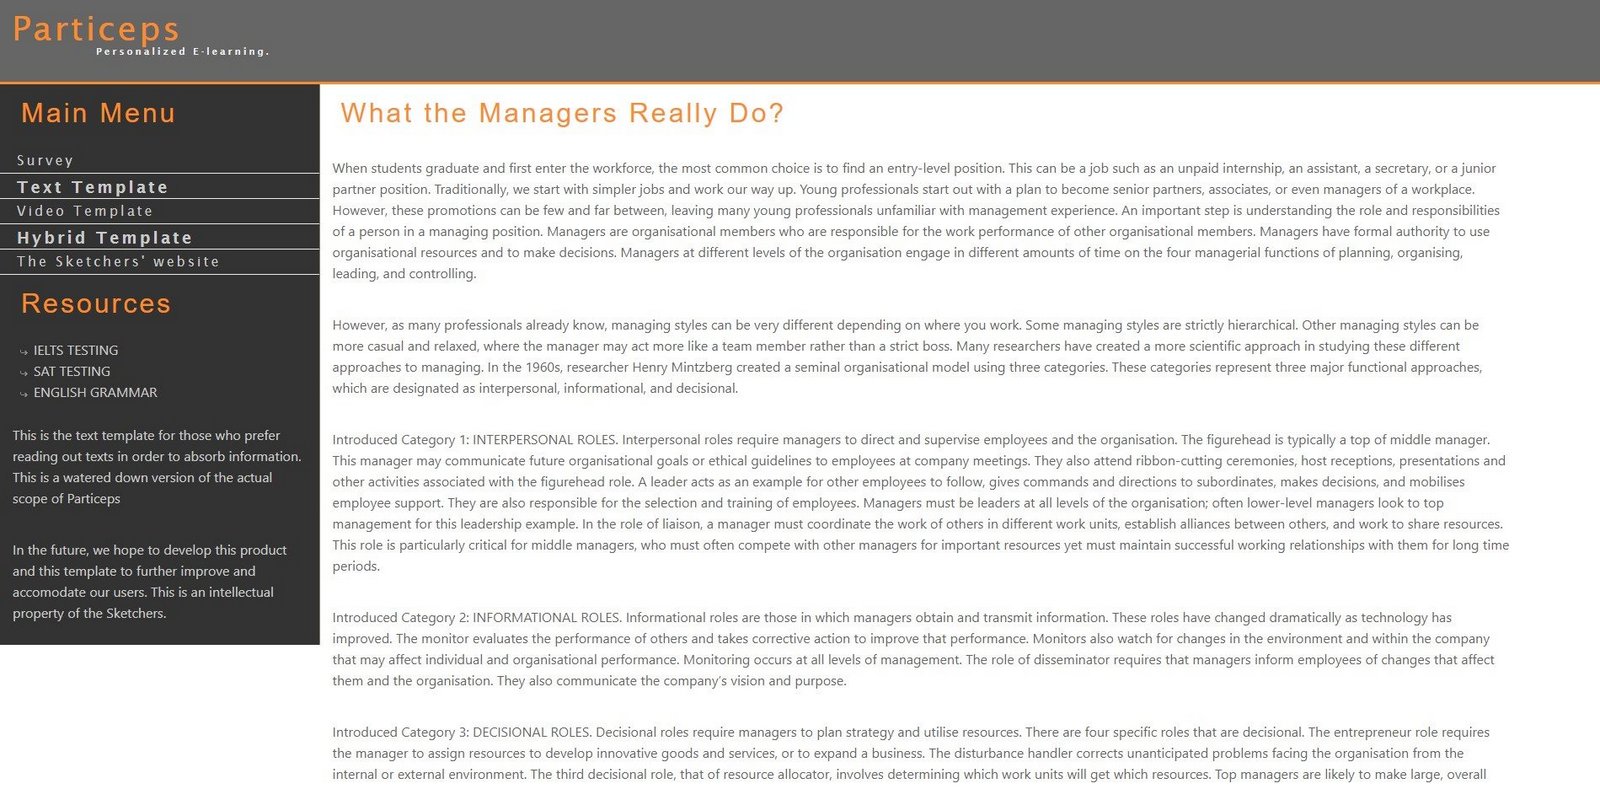 Particeps
Personalized E-learning.
Main Menu
Survey
Text Template
Video Template
Hybrid Template
The Sketchers' website
Resources
IELTS TESTING
SAT TESTING
ENGLISH GRAMMAR
This is the text template for those who prefer
reading out texts in order to absorb information.
This is a watered down version of the actual
scope of Particeps
In the future, we hope to develop this product
and this template to further improve and
accomodate our users. This is an intellectual
property of the Sketchers.
What the Managers Really Do?
When students graduate and first enter the workforce, the most common choice is to find an entry-level position. This can be a job such as an unpaid internship, an assistant, a secretary, or a junior
partner position. Traditionally, we start with simpler jobs and work our way up. Young professionals start out with a plan to become senior partners, associates, or even managers of a workplace.
However, these promotions can be few and far between, leaving many young professionals unfamiliar with management experience. An important step is understanding the role and responsibilities
of a person in a managing position. Managers are organisational members who are responsible for the work performance of other organisational members. Managers have formal authority to use
organisational resources and to make decisions. Managers at different levels of the organisation engage in different amounts of time on the four managerial functions of planning, organising,
leading, and controlling.
However, as many professionals already know, managing styles can be very different depending on where you work. Some managing styles are strictly hierarchical. Other managing styles can be
more casual and relaxed, where the manager may act more like a team member rather than a strict boss. Many researchers have created a more scientific approach in studying these different
approaches to managing. In the 1960s, researcher Henry Mintzberg created a seminal organisational model using three categories. These categories represent three major functional approaches,
which are designated as interpersonal, informational, and decisional.
Introduced Category 1: INTERPERSONAL ROLES. Interpersonal roles require managers to direct and supervise employees and the organisation. The figurehead is typically a top of middle manager.
This manager may communicate future organisational goals or ethical guidelines to employees at company meetings. They also attend ribbon-cutting ceremonies, host receptions, presentations and
other activities associated with the figurehead role. A leader acts as an example for other employees to follow, gives commands and directions to subordinates, makes decisions, and mobilises
employee support. They are also responsible for the selection and training of employees. Managers must be leaders at all levels of the organisation; often lower-level managers look to top
management for this leadership example. In the role of liaison, a manager must coordinate the work of others in different work units, establish alliances between others, and work to share resources.
This role is particularly critical for middle managers, who must often compete with other managers for important resources yet must maintain successful working relationships with them for long time
periods.
Introduced Category 2: INFORMATIONAL ROLES. Informational roles are those in which managers obtain and transmit information. These roles have changed dramatically as technology has
improved. The monitor evaluates the performance of others and takes corrective action to improve that performance. Monitors also watch for changes in the environment and within the company
that may affect individual and organisational performance. Monitoring occurs at all levels of management. The role of disseminator requires that managers inform employees of changes that affect
them and the organisation. They also communicate the company's vision and purpose.
Introduced Category 3: DECISIONAL ROLES. Decisional roles require managers to plan strategy and utilise resources. There are four specific roles that are decisional. The entrepreneur role requires
the manager to assign resources to develop innovative goods and services, or to expand a business. The disturbance handler corrects unanticipated problems facing the organisation from the
internal or external environment. The third decisional role, that of resource allocator, involves determining which work units will get which resources. Top managers are likely to make large, overall